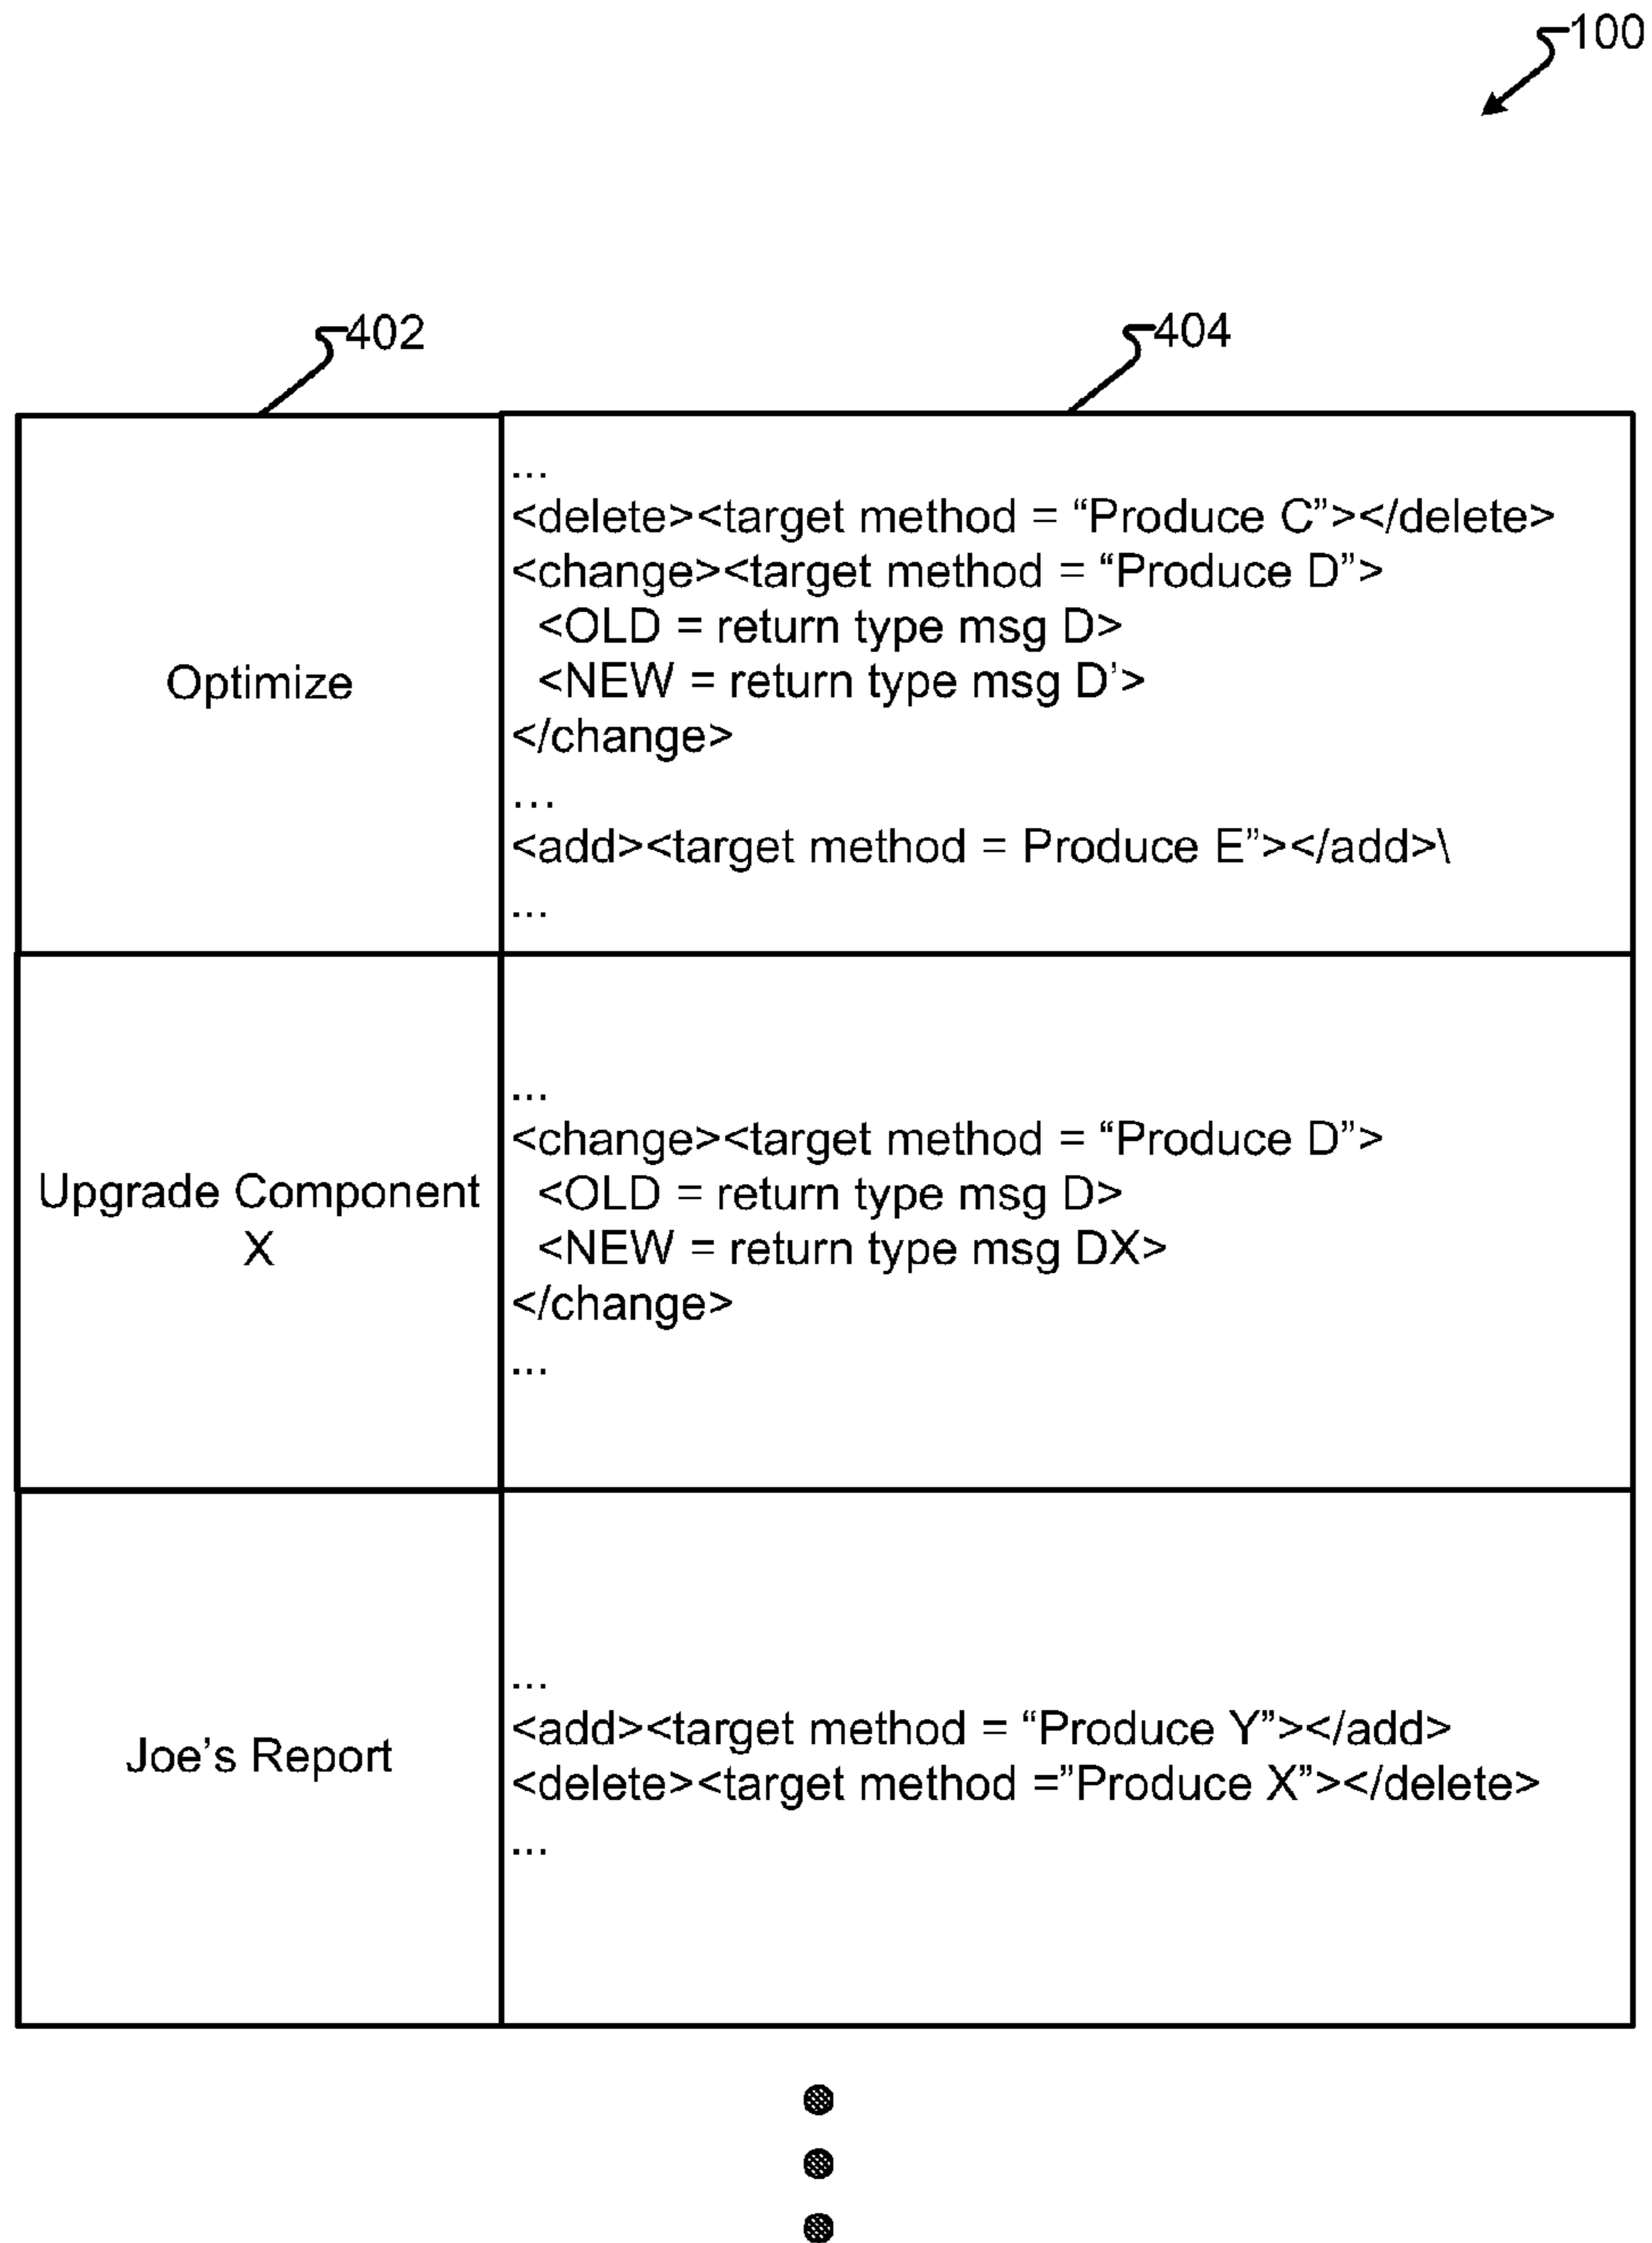 100
402
404
Optimize
...
<delete><target method = “Produce C”></delete>
<change><target method = “Produce D”>
<OLD = return type msg D>
<NEW = return type msg D’>
</change>
...
<add><target method = Produce E”></add>\
...
Upgrade Component
X
...
<change><target method = “Produce D”>
<OLD = return type msg D>
<NEW = return type msg DX>
</change>
...
Joe’s Report
...
<add><target method = “Produce Y”></add>
<delete><target method =”Produce X”></delete>
...